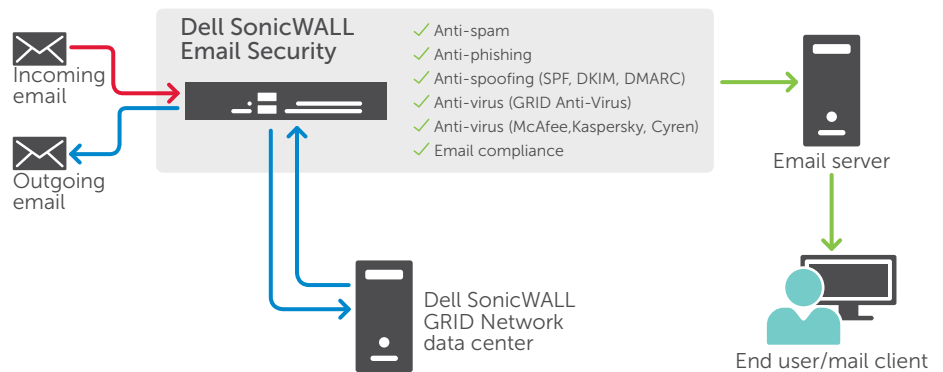 Dell SonicWALL
Email Security
Anti-spam
Anti-phishing
Anti-spoofing (SPF, DKIM, DMARC)
Anti-virus (GRID Anti-Virus)
Anti-virus (McAfee,Kaspersky, Cyren)
Email compliance
Incoming
email
Outgoing
email
Email server
Dell SonicWALL
GRID Network
data center
End user/mail client